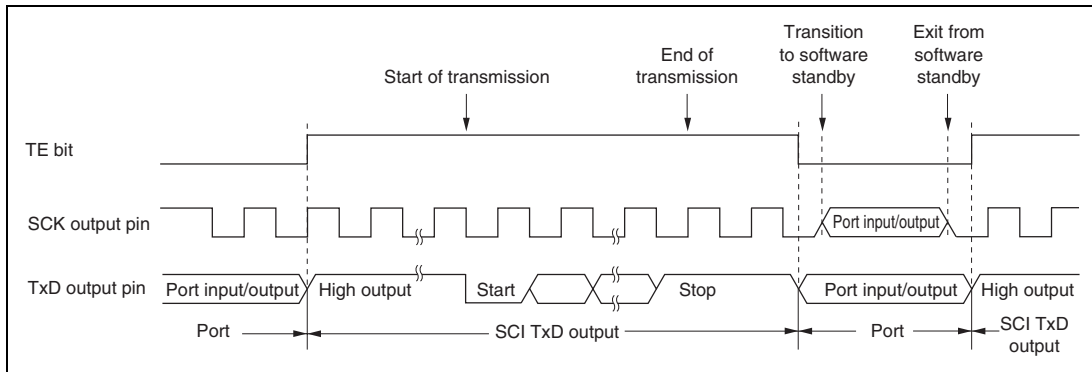 Transition
to software
standby
Exit from
software
standby
Start of transmission
End of
transmission
TE bit
SCK output pin
Port input/output
TxD output pin
Port input/output
High output
Start
Stop
Port input/output
High output
Port
SCI TxD output
Port
SCI TxD
output